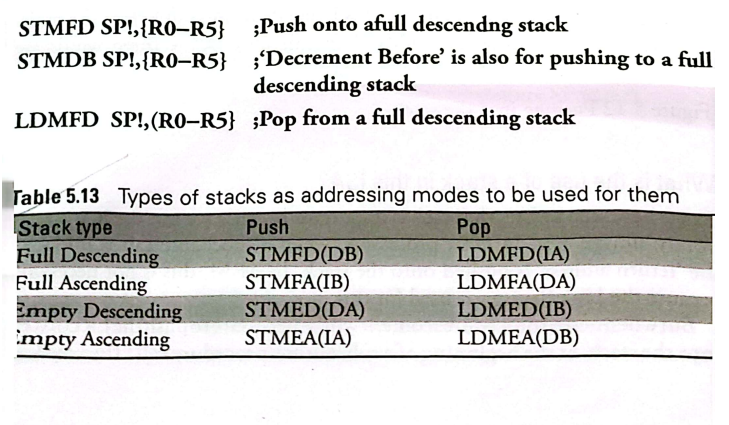 STMFD SP!,{R0–R5} ;Push onto afull descendng stack
STMDB SP!,{R0–R5} ;‘Decrement Before’ is also for pushing to a full
descending stack
LDMFD SP!,(R0–R5} ;Pop from a full descending stack
Table 5.13 Types of stacks as addressing modes to be used for them
Stack type Push Pop
Full Descending STMFD(DB) LDMFD(IA)
Full Ascending STMFA(IB) LDMFA(DA)
Empty Descending STMED(DA) LDMED(IB)
Empty Ascending STMEA(IA) LDMEA(DB)